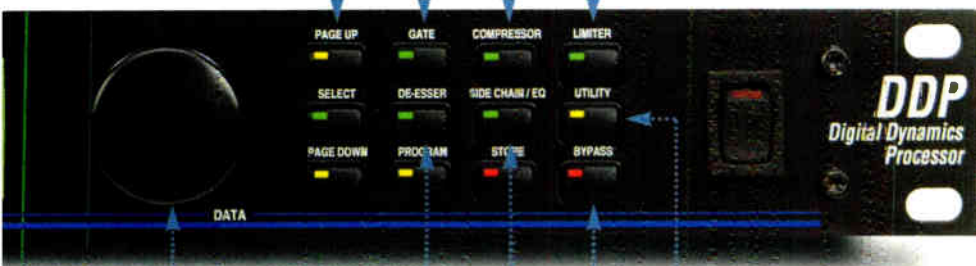 PAGE UP GATE COMPRESSOR LIMITER
SELECT DE-ESSER SIDE CHAIN / EQ UTILITY
PAGE DOWN PROGRAM STORE BYPASS
DATA
DDP
Digital Dynamics
Processor